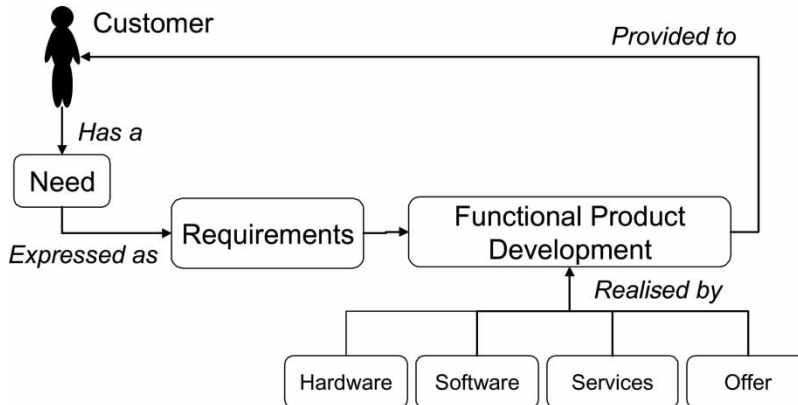 Customer
Provided to
Has a
Need
Expressed as
Requirements
Functional Product
Development
Realised by
Hardware
Software
Services
Offer